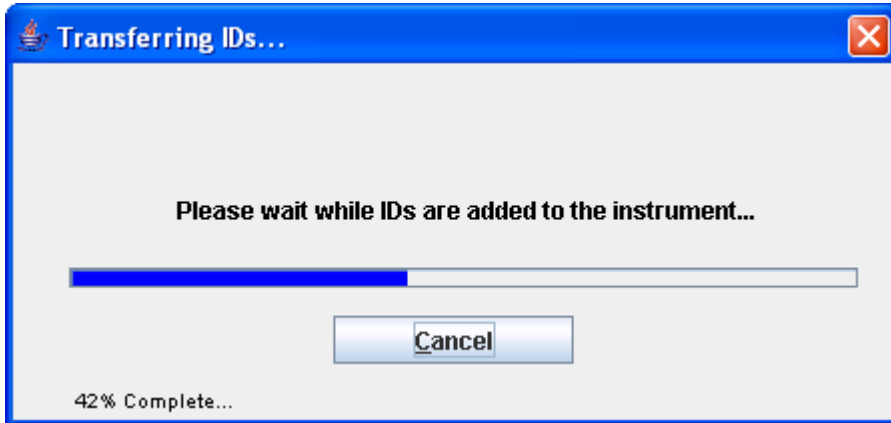 Transferring IDs...
Please wait while IDs are added to the instrument...
Cancel
42% Complete...